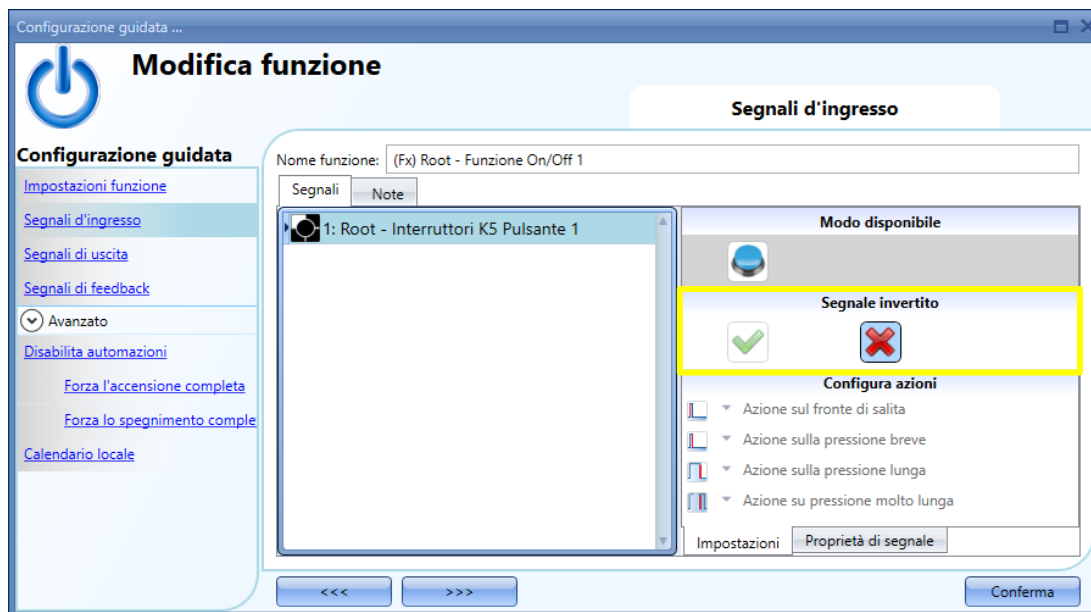 Configurazione guidata ...
Modifica funzione
Segnali d'ingresso
Configurazione guidata
Impostazioni funzione
Segnali d'ingresso
Segnali di uscita
Segnali di feedback
Avanzato
Disabilita automazioni
Forza l'accensione completa
Forza lo spegnimento comple
Calendario locale
Nome funzione: (Fx) Root - Funzione On/Off 1
Segnali Note
1: Root - Interruttori K5 Pulsante 1
Modo disponibile
Segnale invertito
Configura azioni
Azione sul fronte di salita
Azione sulla pressione breve
Azione sulla pressione lunga
Azione su pressione molto lunga
Impostazioni Proprietà di segnale
<<< >>> Conferma